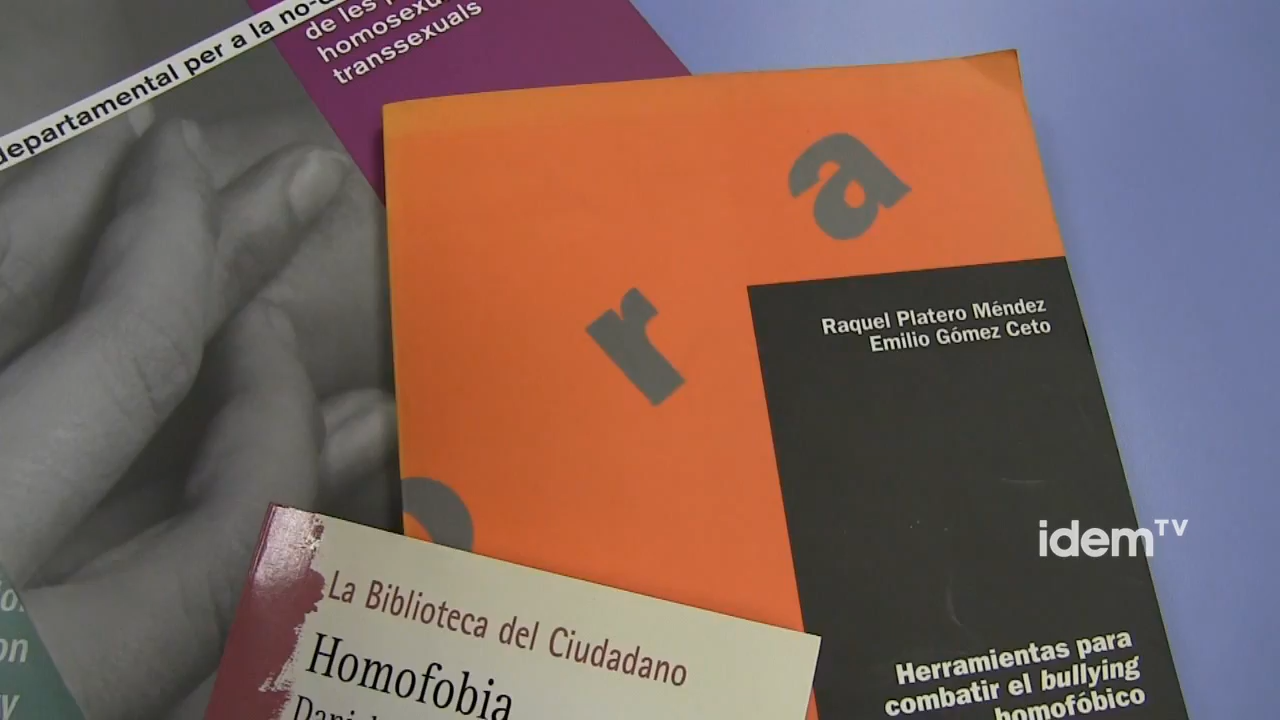 departamental per a la no-
de les
homosexu
transsexuals
a
r
Raquel Platero Méndez
Emilio Gómez Ceto
idemTV
Herramientas para
combatir el bullying
homofóbico
La Biblioteca del Ciudadano
Homofobia